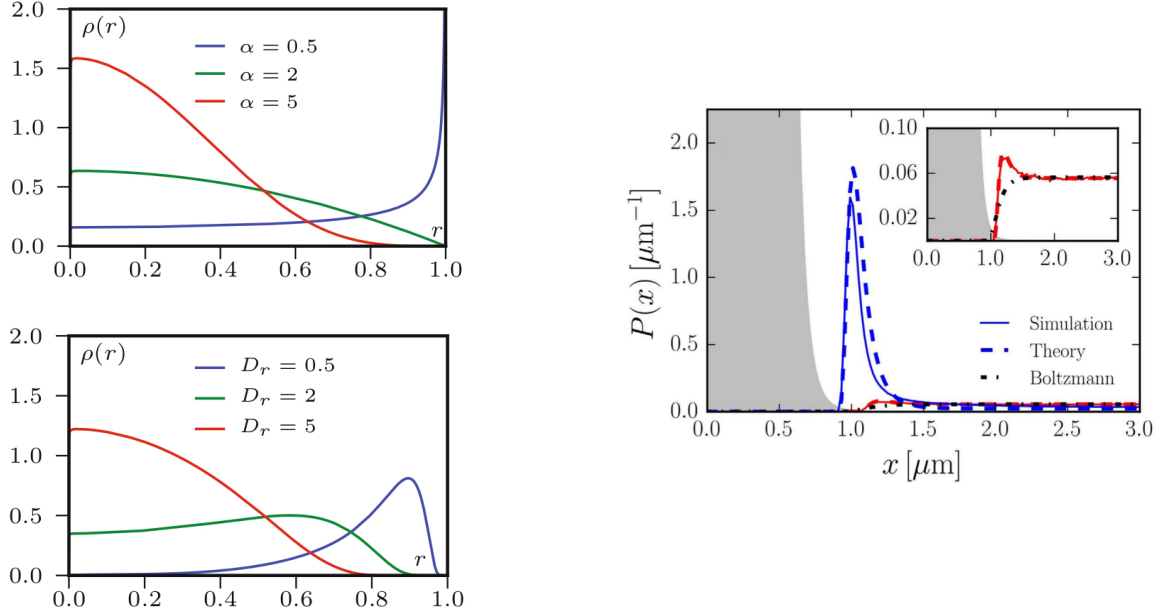 2.0
ρ(r)
α = 0.5
1.5
α = 2
α = 5
1.0
0.5
r
0.0
0.0 0.2 0.4 0.6 0.8 1.0
2.0
ρ(r)
D_r = 0.5
1.5
D_r = 2
D_r = 5
1.0
0.5
r
0.0
0.0 0.2 0.4 0.6 0.8 1.0
P(x) [μm⁻¹]
2.0
1.5
1.0
0.5
0.0
0.0 0.5 1.0 1.5 2.0 2.5 3.0
x [μm]
0.10
0.06
0.02
0.0 1.0 2.0 3.0
Simulation
Theory
Boltzmann